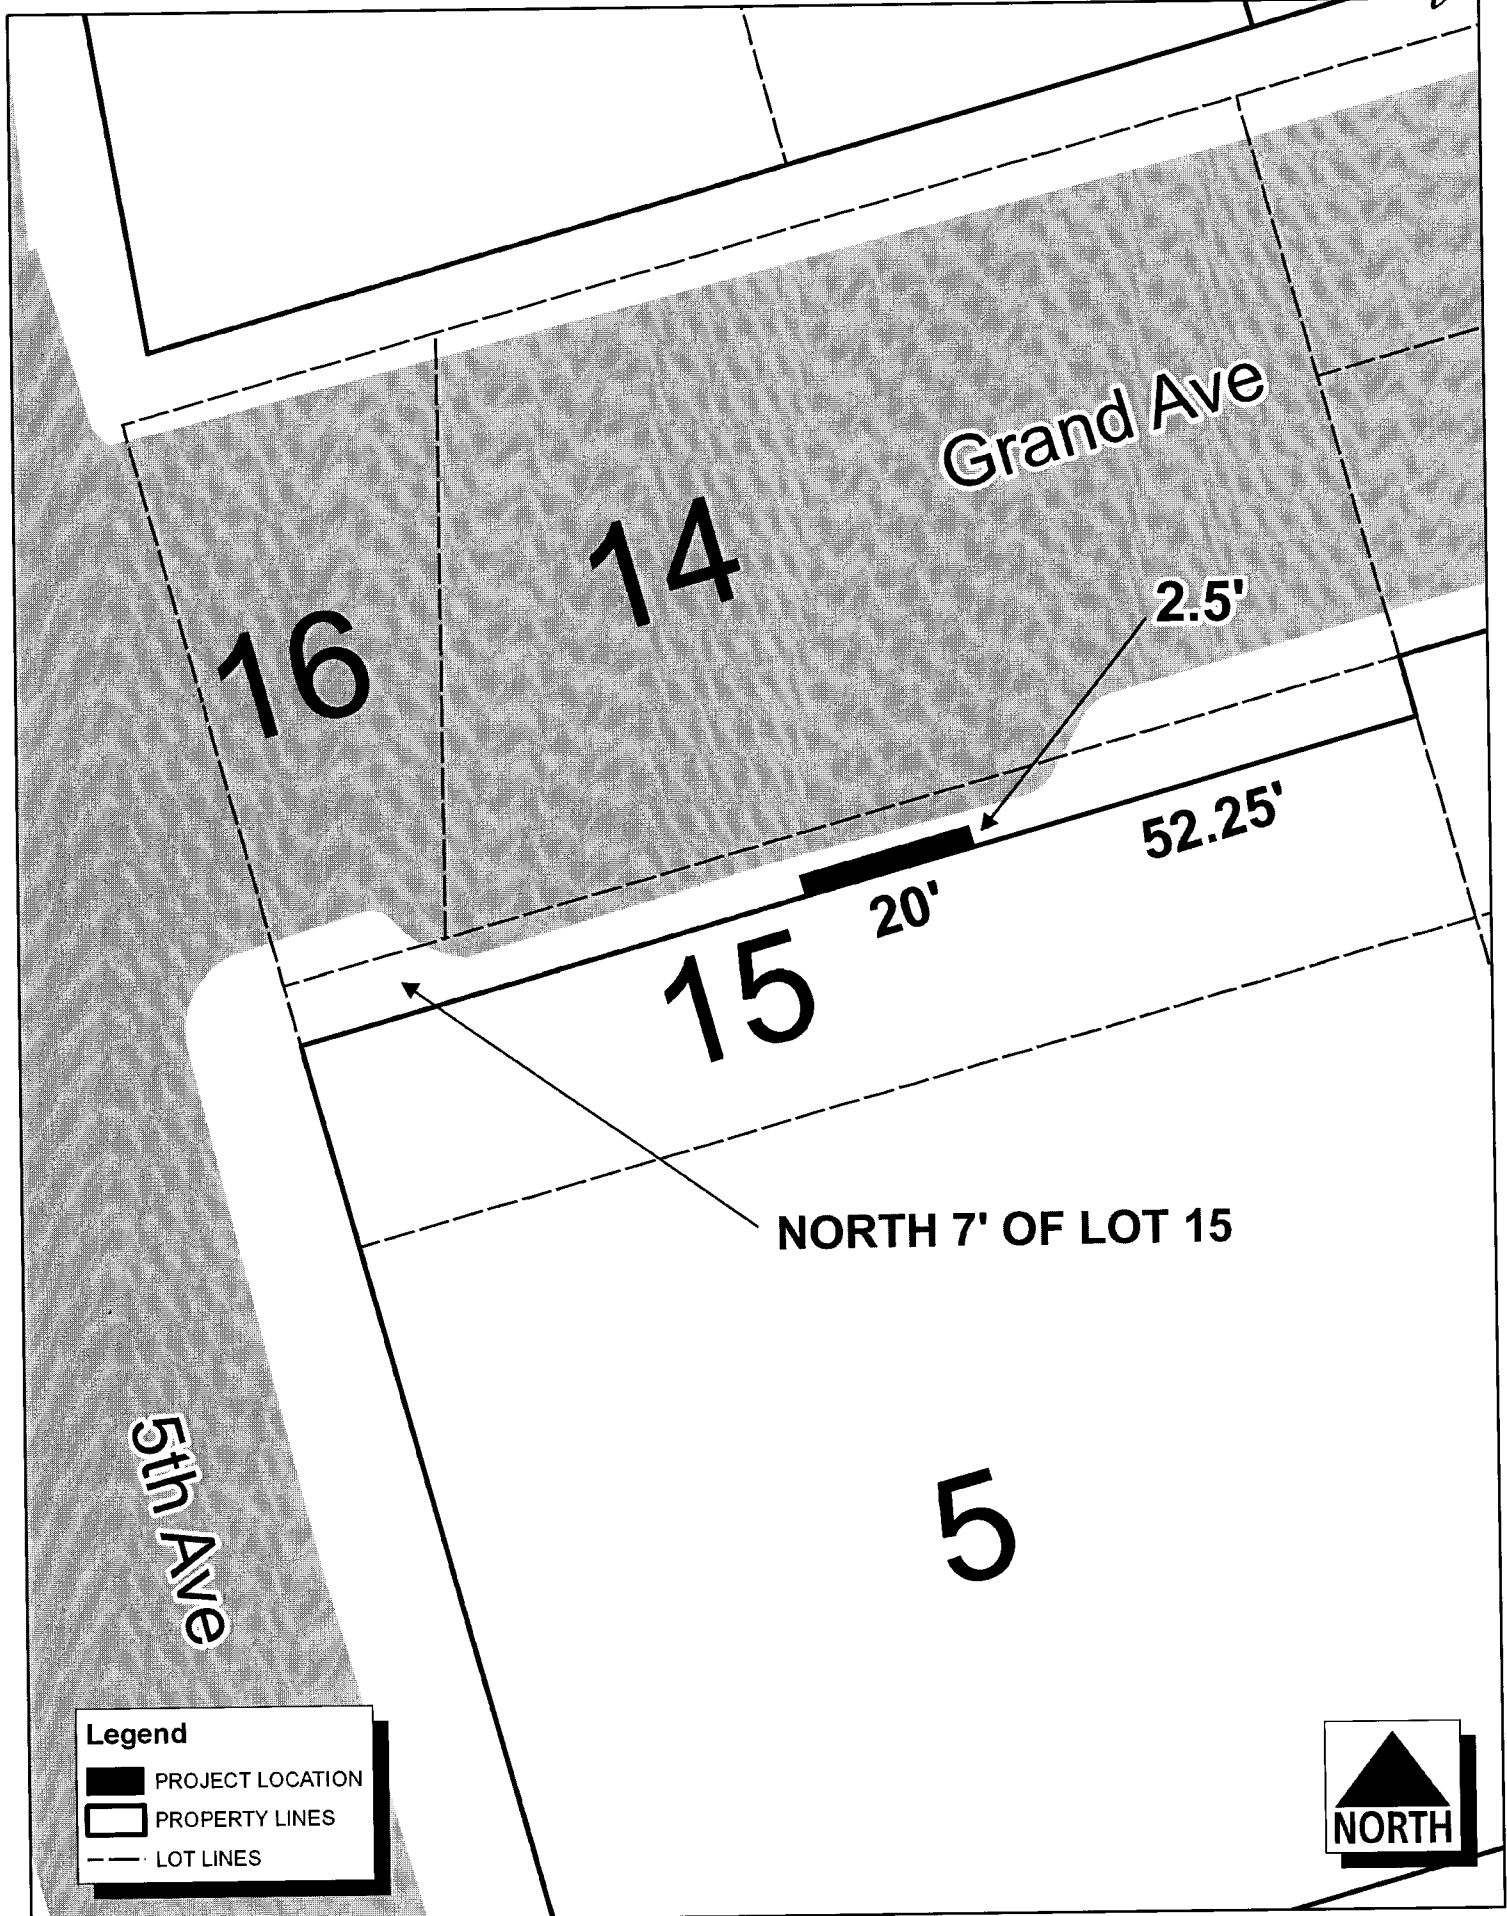 Grand Ave
14
2.5'
16
52.25'
20'
15
NORTH 7' OF LOT 15
5th Ave
5
Legend
PROJECT LOCATION
PROPERTY LINES
LOT LINES
NORTH